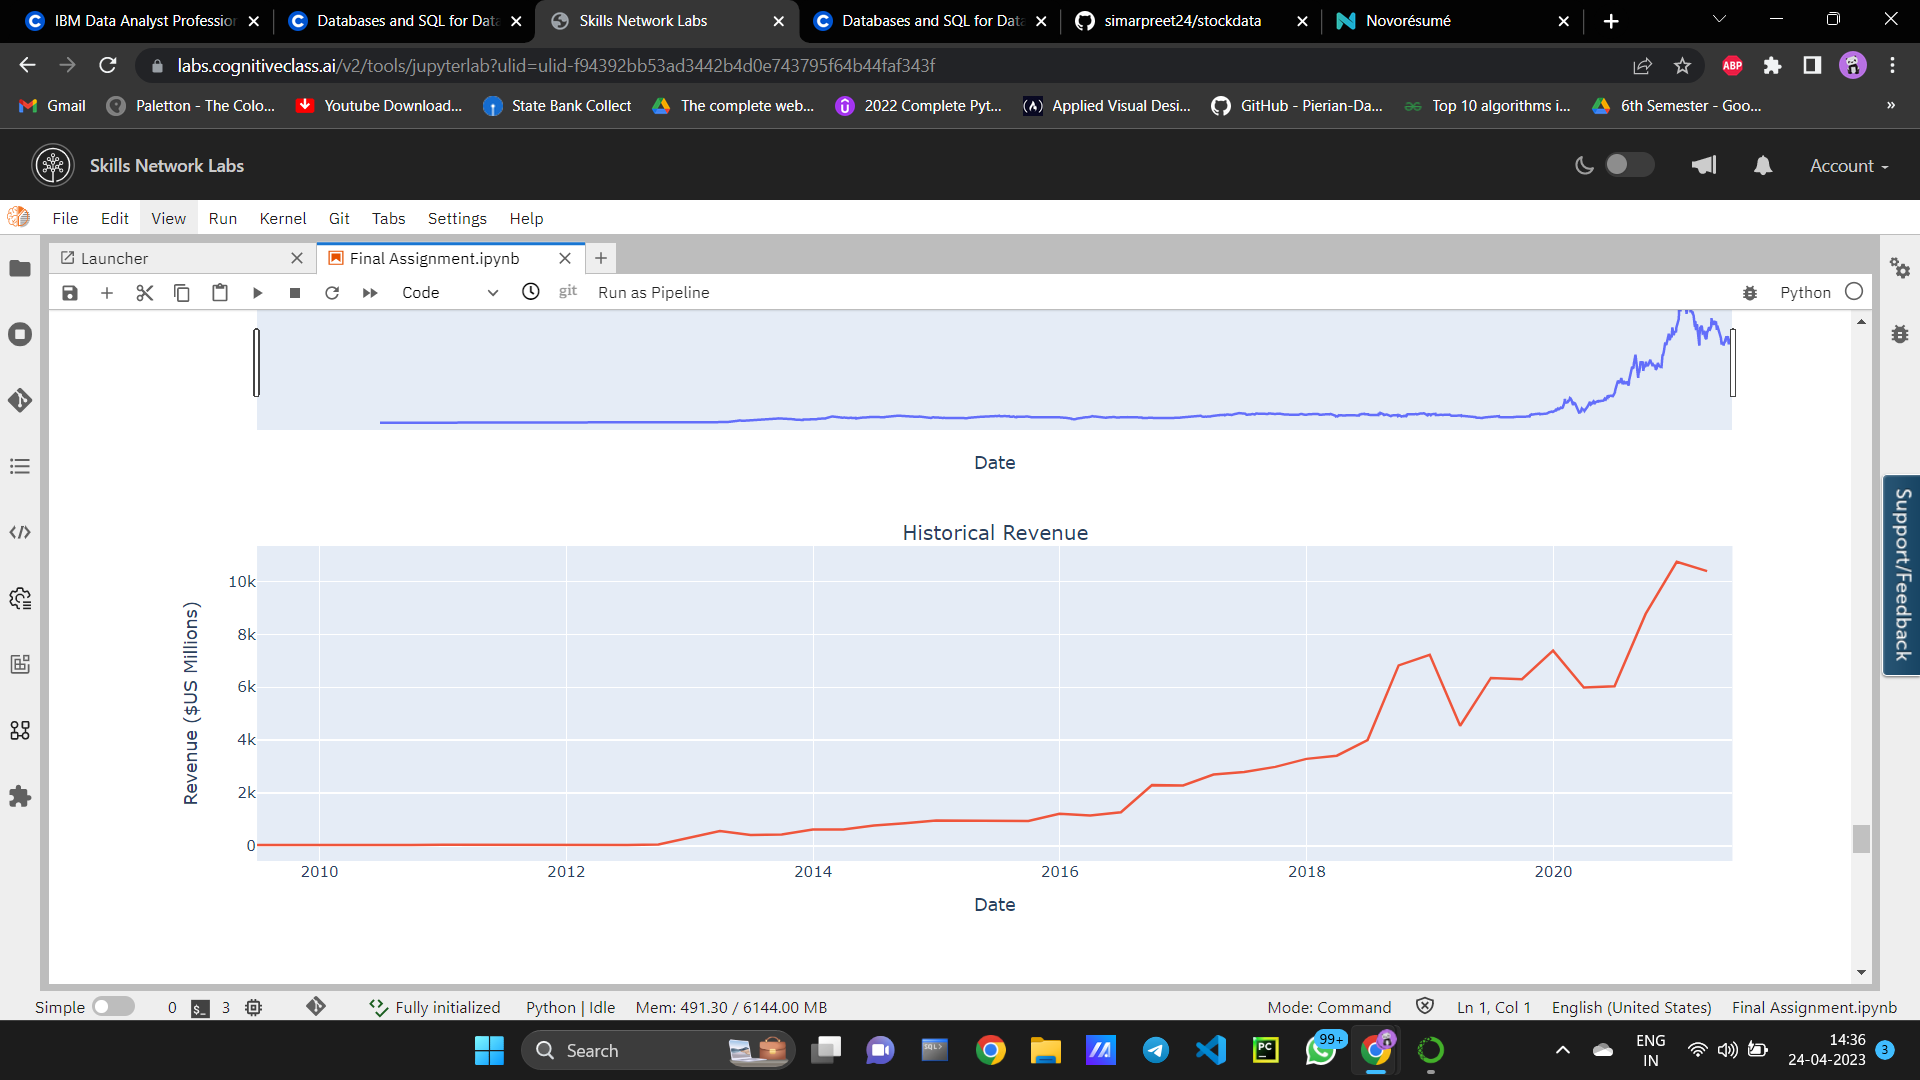 IBM Data Analyst Profession
Databases and SQL for Data
Skills Network Labs
Databases and SQL for Data
simarpreet24/stockdata
Novorésumé
labs.cognitiveclass.ai/v2/tools/jupyterlab?ulid=ulid-f94392bb53ad3442b4d0e743795f64b44faf343f
ABP
Gmail
Paletton - The Colo...
Youtube Download...
State Bank Collect
The complete web...
2022 Complete Pyt...
Applied Visual Desi...
GitHub - Pierian-Da...
Top 10 algorithms i...
6th Semester - Goo...
»
Skills Network Labs
Account
File Edit View Run Kernel Git Tabs Settings Help
Launcher
Final Assignment.ipynb
Code
git
Run as Pipeline
Python
Date
Historical Revenue
Revenue ($US Millions)
10k
8k
6k
4k
2k
0
2010 2012 2014 2016 2018 2020
Date
Support/Feedback
Simple 0 3 Fully initialized Python | Idle Mem: 491.30 / 6144.00 MB Mode: Command Ln 1, Col 1 English (United States) Final Assignment.ipynb
Search
SQL>
PC
99+
ENG
IN
14:36
24-04-2023
3